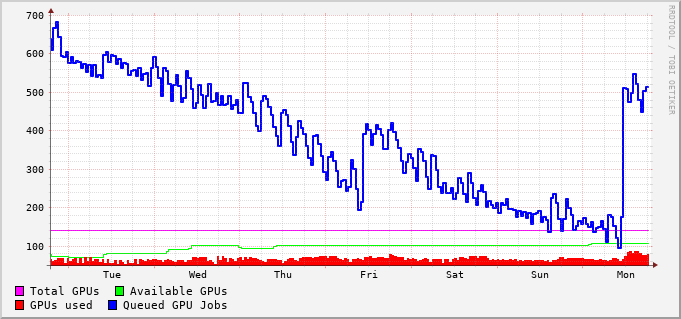 700
600
500
400
300
200
100
Tue Wed Thu Fri Sat Sun Mon
Total GPUs Available GPUs
GPUs used Queued GPU Jobs
RRDTOOL / TOBI OETIKER